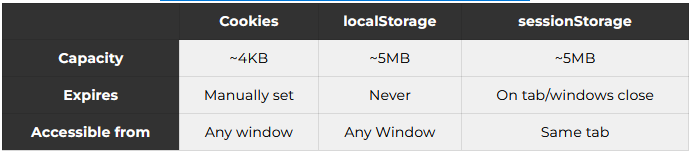 Cookies localStorage sessionStorage
Capacity ~4KB ~5MB ~5MB
Expires Manually set Never On tab/windows close
Accessible from Any window Any Window Same tab